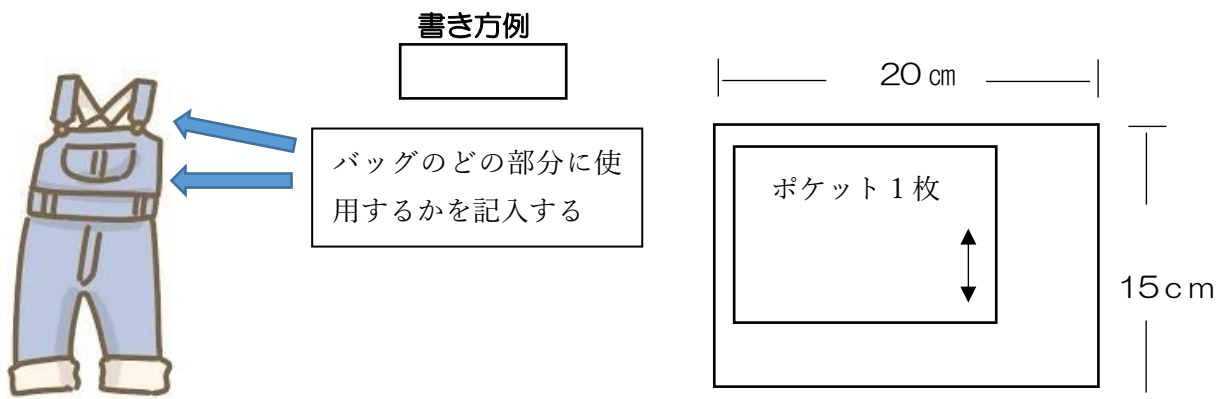 書き方例
バッグのどの部分に使
用するかを記入する
20㎝
ポケット1枚
15cm